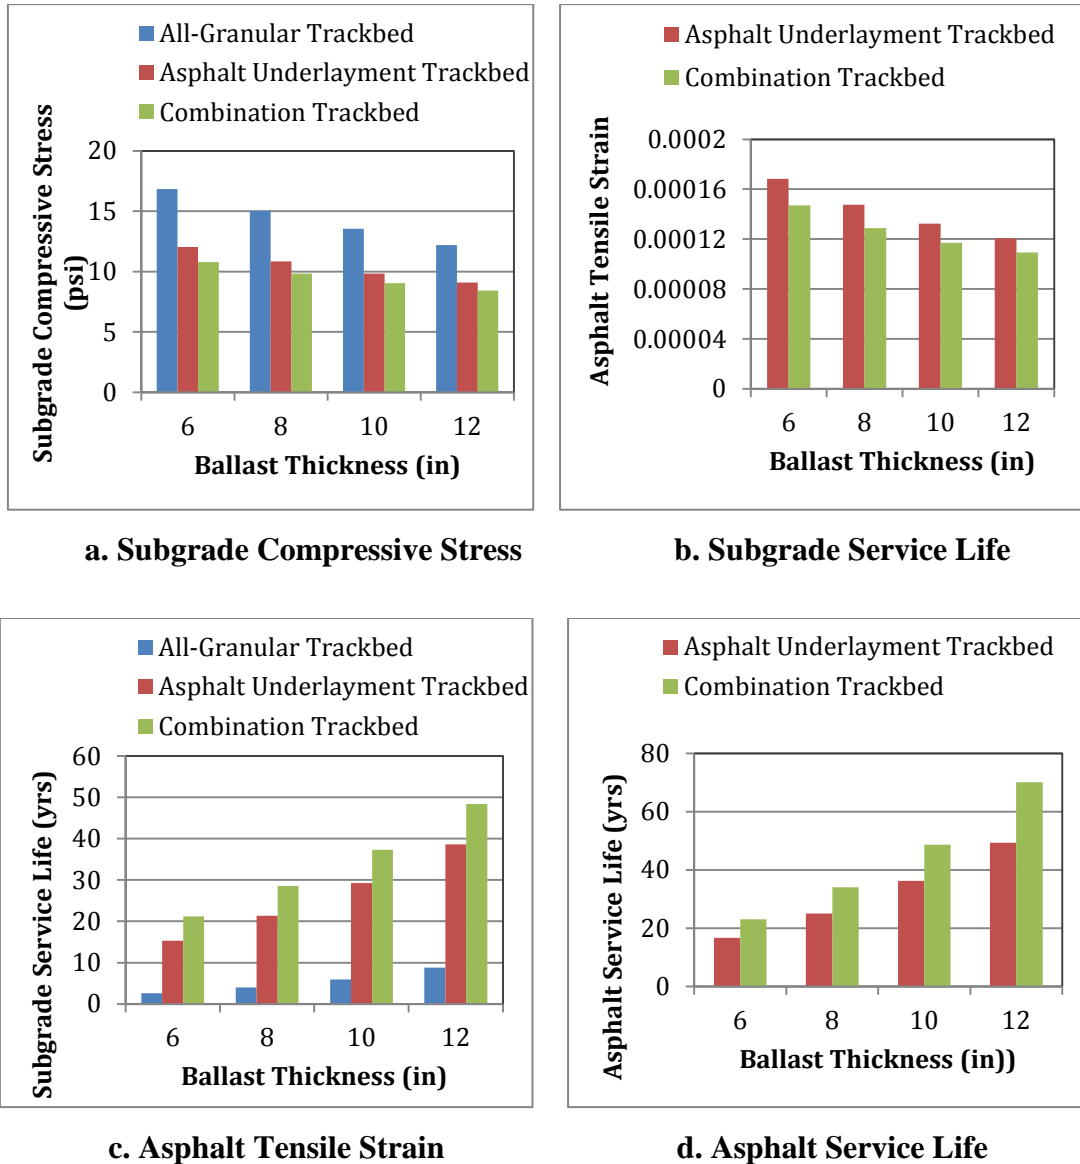 All-Granular Trackbed
Asphalt Underlayment Trackbed
Combination Trackbed
Subgrade Compressive Stress
(psi)
20
15
10
5
0
6 8 10 12
Ballast Thickness (in)
a. Subgrade Compressive Stress
Asphalt Underlayment Trackbed
Combination Trackbed
Asphalt Tensile Strain
0.0002
0.00016
0.00012
0.00008
0.00004
0
6 8 10 12
Ballast Thickness (in)
b. Subgrade Service Life
All-Granular Trackbed
Asphalt Underlayment Trackbed
Combination Trackbed
Subgrade Service Life (yrs)
60
50
40
30
20
10
0
6 8 10 12
Ballast Thickness (in)
c. Asphalt Tensile Strain
Asphalt Underlayment Trackbed
Combination Trackbed
Asphalt Service Life (yrs)
80
60
40
20
0
6 8 10 12
Ballast Thickness (in))
d. Asphalt Service Life